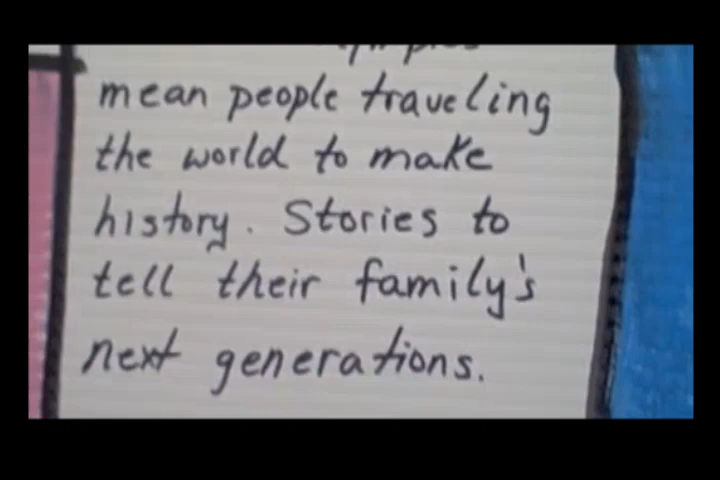 mean people traveling
the world to make
history. Stories to
tell their family's
next generations.